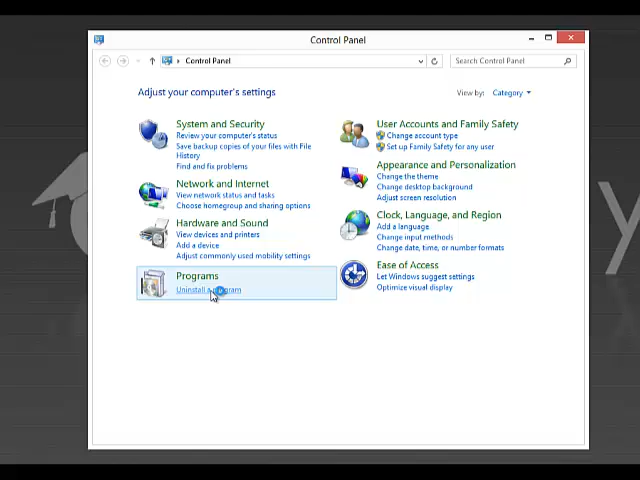 Control Panel
Control Panel
Search Control Panel
Adjust your computer's settings
View by: Category
System and Security
Review your computer's status
Save backup copies of your files with File
History
Find and fix problems
Network and Internet
View network status and tasks
Choose homegroup and sharing options
Hardware and Sound
View devices and printers
Add a device
Adjust commonly used mobility settings
Programs
Uninstall a program
User Accounts and Family Safety
Change account type
Set up Family Safety for any user
Appearance and Personalization
Change the theme
Change desktop background
Adjust screen resolution
Clock, Language, and Region
Add a language
Change input methods
Change date, time, or number formats
Ease of Access
Let Windows suggest settings
Optimize visual display